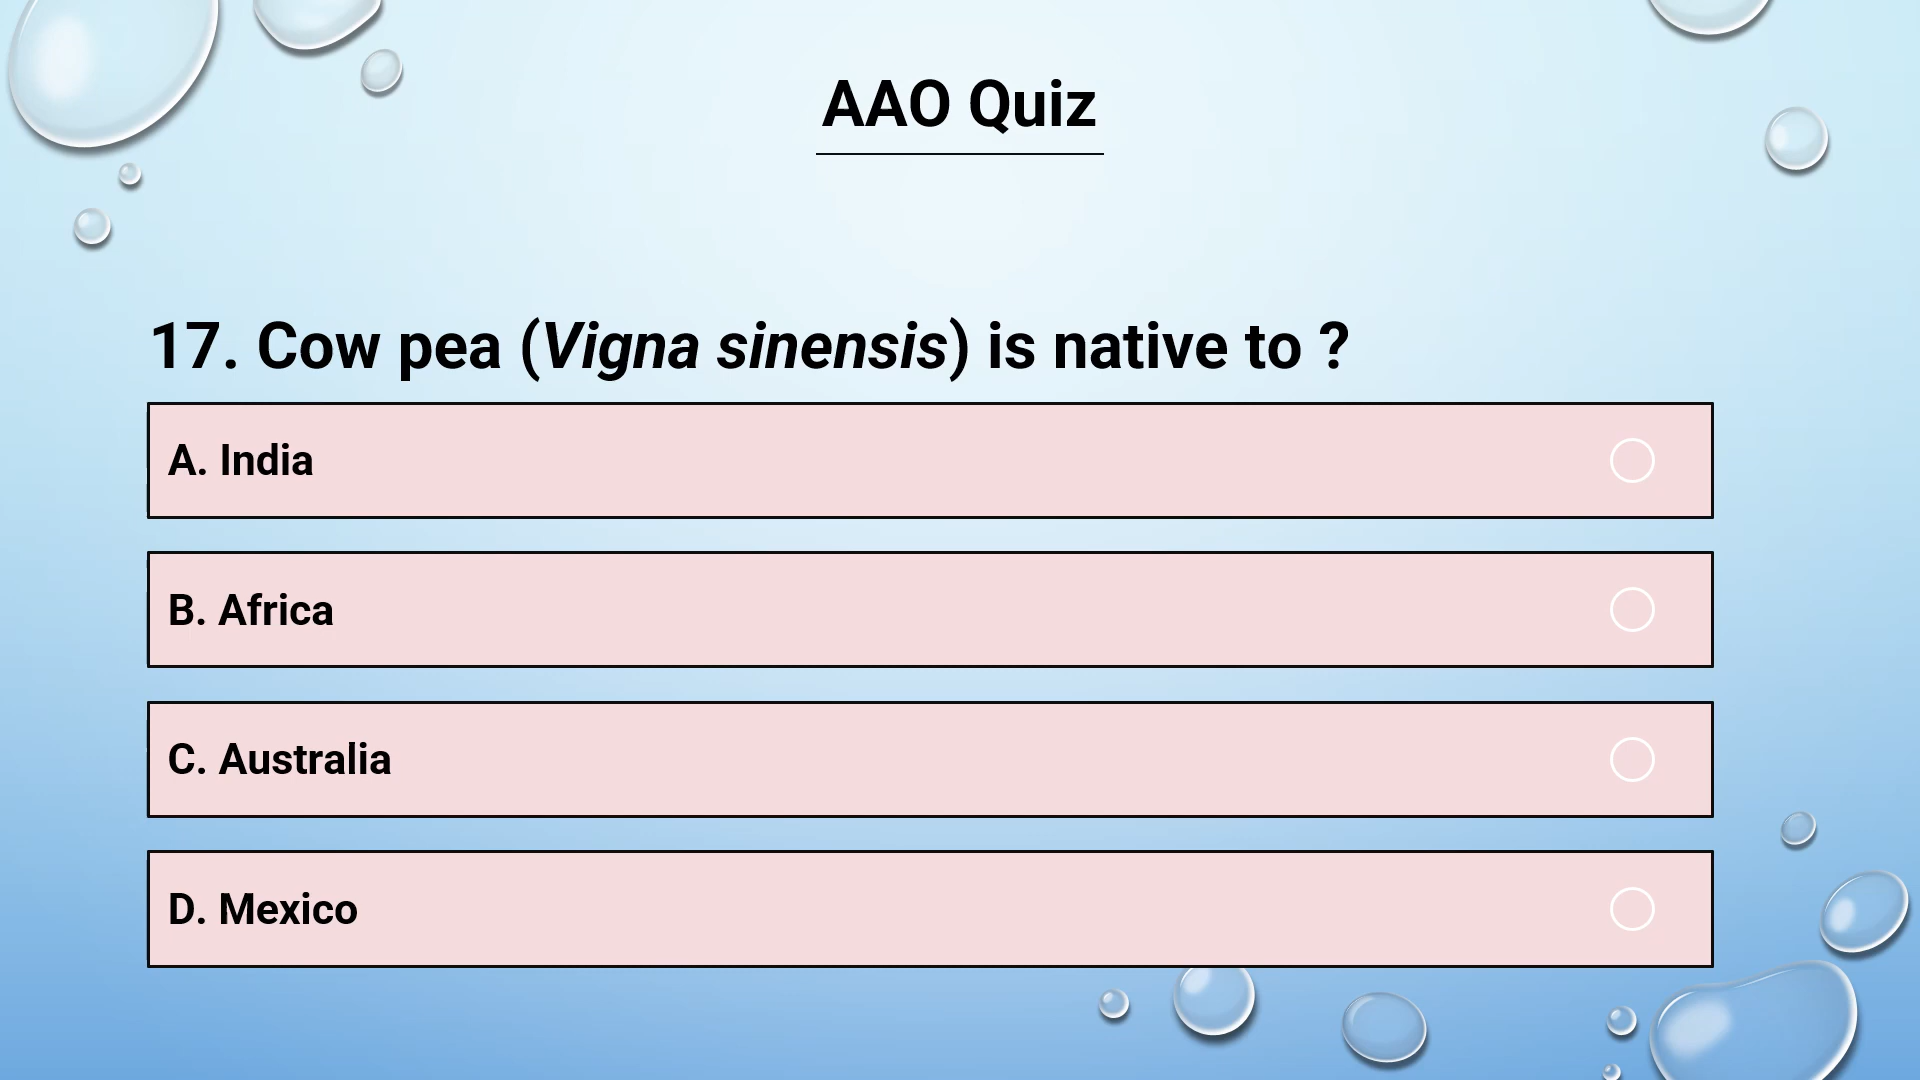 AAO Quiz
17. Cow pea (Vigna sinensis) is native to ?
A. India
B. Africa
C. Australia
D. Mexico